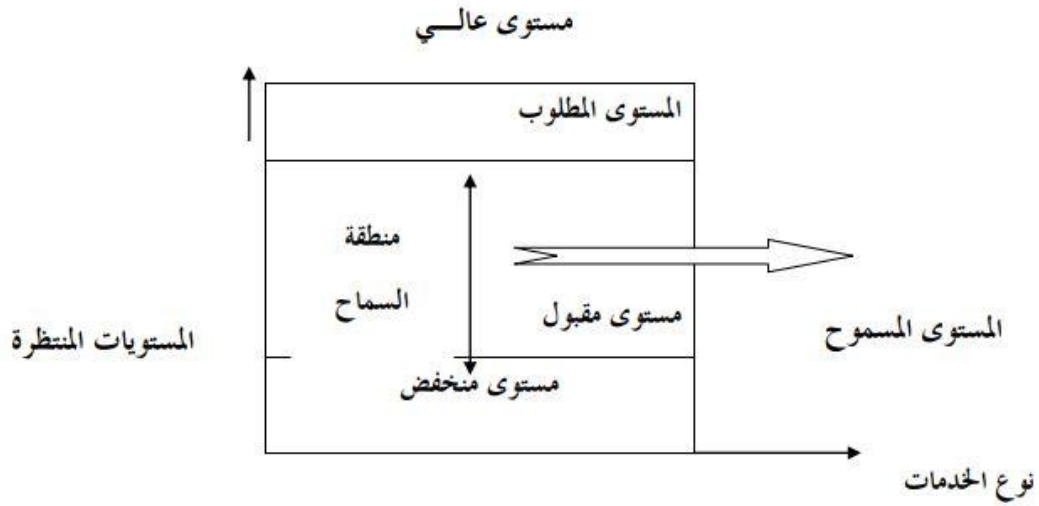 مستوى عالـــي
المستوى المطلوب
منطقة
السماح
مستوى مقبول
المستوى المسموح
المستويات المنتظرة
مستوى منخفض
نوع الخدمات